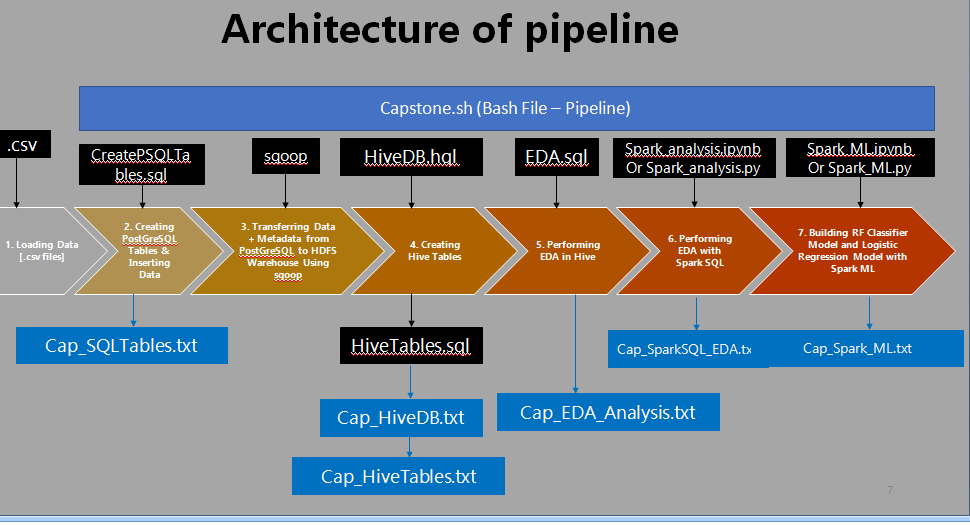 Architecture of pipeline
Capstone.sh (Bash File – Pipeline)
.csv
CreatePSQLTa
bles.sql
sqoop
HiveDB.hql
EDA.sql
Spark_analysis.ipynb
Or Spark_analysis.py
Spark_ML.ipynb
Or Spark_ML.py
1. Loading Data
[.csv files]
2. Creating
PostGreSQL
Tables &
Inserting
Data
3. Transferring Data
+ Metadata from
PostGreSQL to HDFS
Warehouse Using
sqoop
4. Creating
Hive Tables
5. Performing
EDA in Hive
6. Performing
EDA with
Spark SQL
7. Building RF Classifier
Model and Logistic
Regression Model with
Spark ML
Cap_SQLTables.txt
HiveTables.sql
Cap_SparkSQL_EDA.tx
Cap_Spark_ML.txt
Cap_HiveDB.txt
Cap_EDA_Analysis.txt
Cap_HiveTables.txt
7